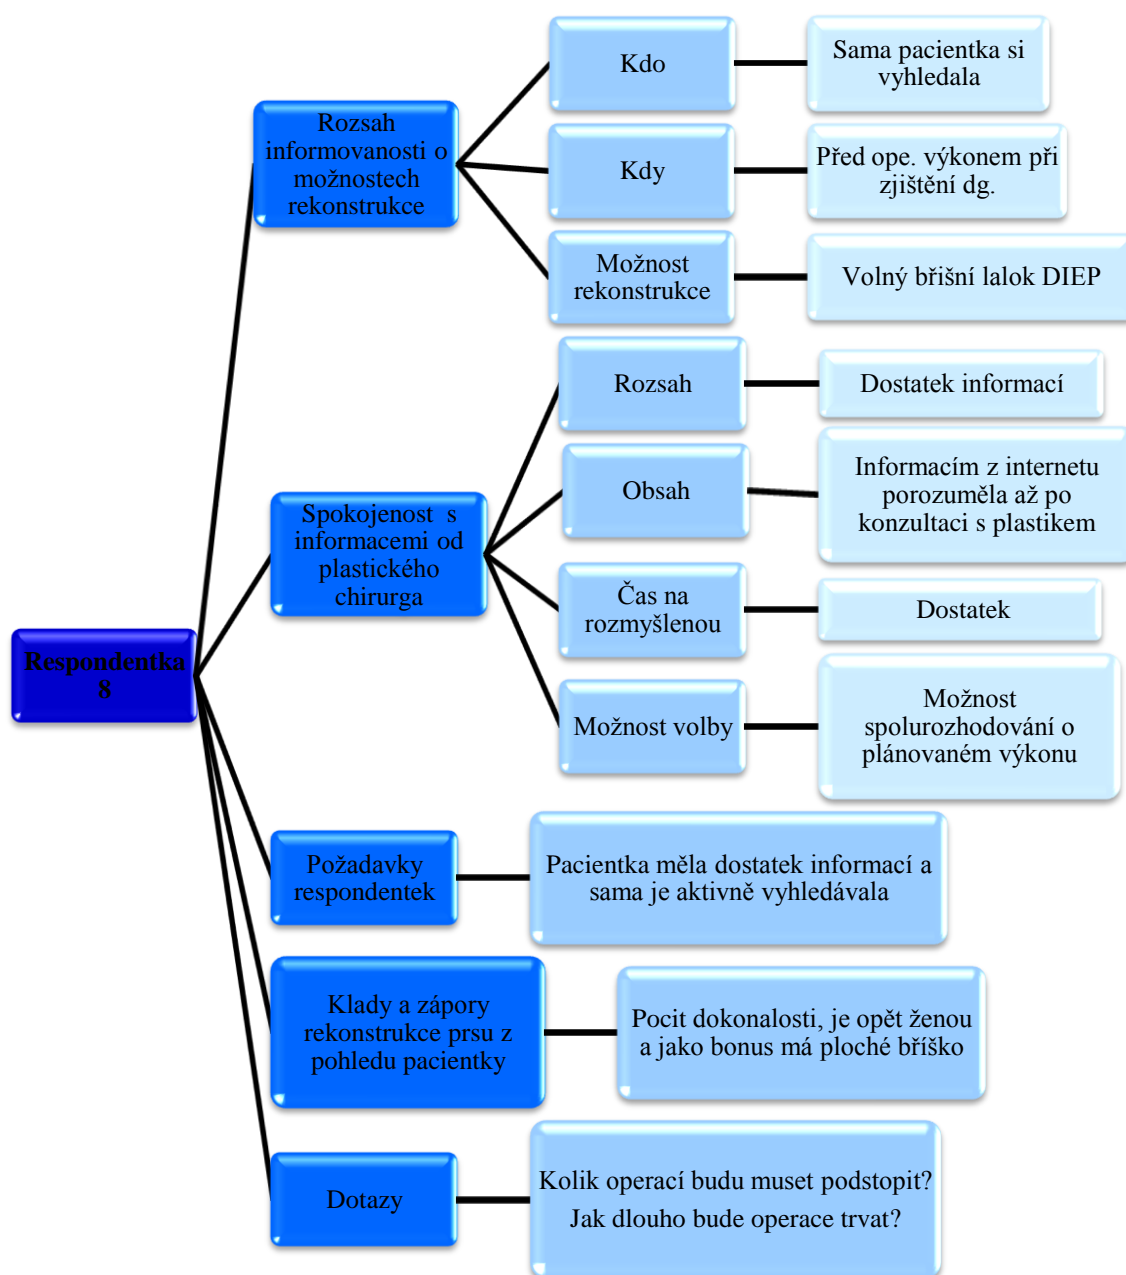 Respondentka
8
Rozsah
informovanosti o
možnostech
rekonstrukce
Kdo
Sama pacientka si
vyhledala
Kdy
Před ope. výkonem při
zjištění dg.
Možnost
rekonstrukce
Volný břišní lalok DIEP
Spokojenost s
informacemi od
plastického
chirurga
Rozsah
Dostatek informací
Obsah
Informacím z internetu
porozuměla až po
konzultaci s plastikem
Čas na
rozmyšlenou
Dostatek
Možnost volby
Možnost
spolurozhodování o
plánovaném výkonu
Požadavky
respondentek
Pacientka měla dostatek informací a
sama je aktivně vyhledávala
Klady a zápory
rekonstrukce prsu z
pohledu pacientky
Pocit dokonalosti, je opět ženou
a jako bonus má ploché bříško
Dotazy
Kolik operací budu muset podstopit?
Jak dlouho bude operace trvat?